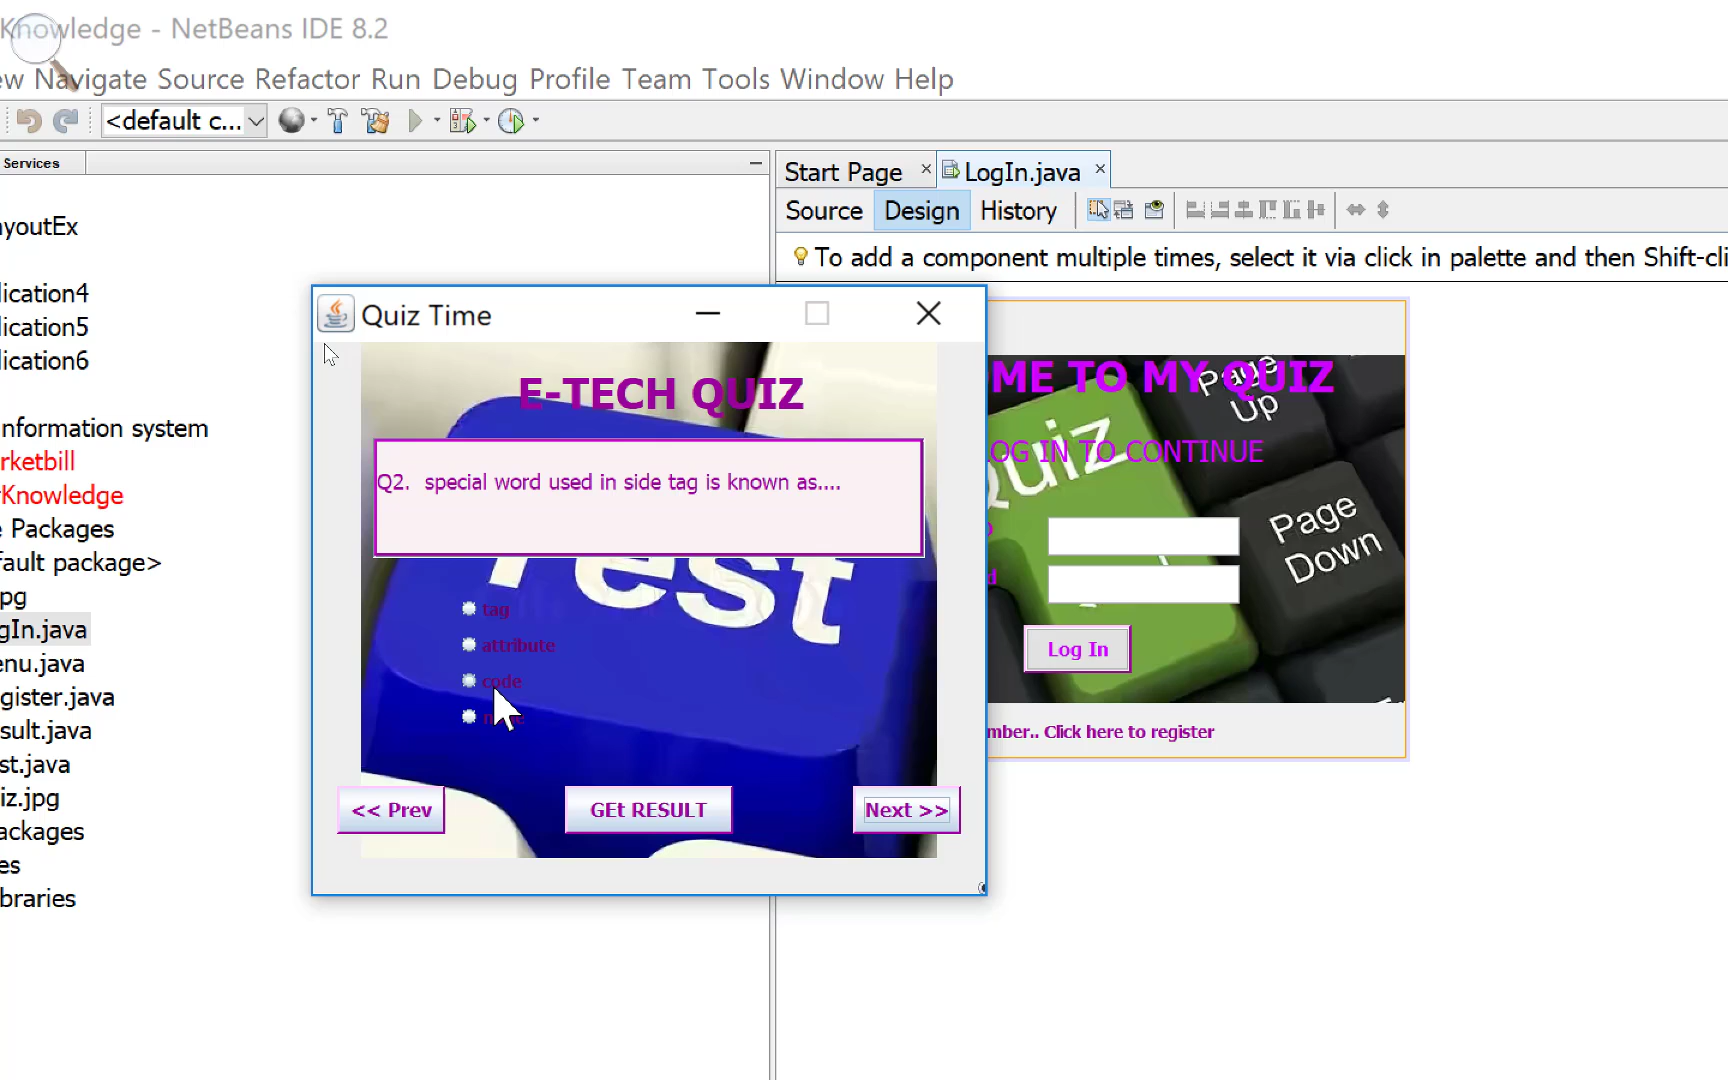 Knowledge - NetBeans IDE 8.2
ew Navigate Source Refactor Run Debug Profile Team Tools Window Help
<default c...
Services
Start Page
LogIn.java
Source Design History
To add a component multiple times, select it via click in palette and then Shift-cli
ayoutEx
lication4
lication5
lication6
nformation system
rketbill
rKnowledge
e Packages
fault package>
pg
gIn.java
enu.java
gister.java
sult.java
st.java
iz.jpg
ackages
es
braries
Quiz Time
E-TECH QUIZ
Q2. special word used in side tag is known as....
Test
tag
attribute
code
<< Prev
GEt RESULT
Next >>
ME TO MY QUIZ
OG IN TO CONTINUE
Quiz
Page Up
Page Down
d
Log In
mber.. Click here to register